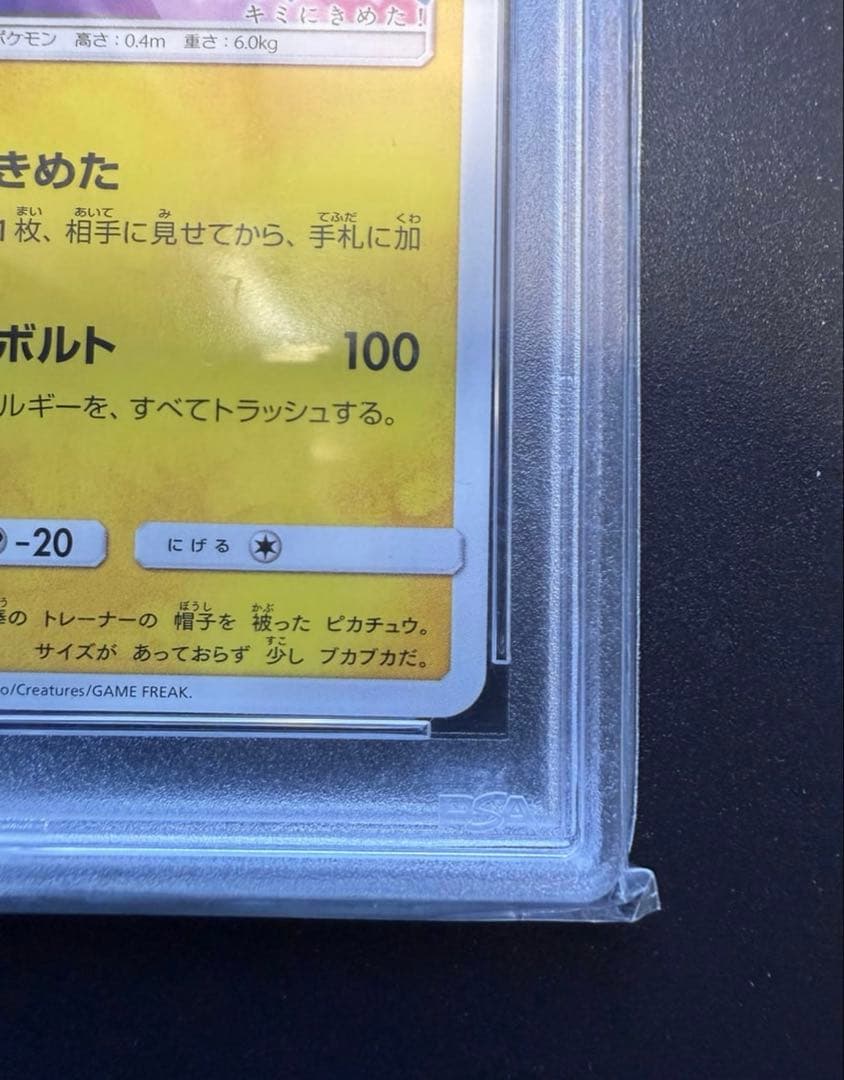 キミにきめた!
ポケモン 高さ:0.4m 重さ:6.0kg
きめた
まい あいて み てふだ くわ
1枚、相手に見せてから、手札に加
ボルト 100
ルギーを、すべてトラッシュする。
-20 にげる
ぼうし かぶ
のトレーナーの 帽子を 被った ピカチュウ。
すこ
サイズが あっておらず 少し ブカブカだ。
o/Creatures/GAME FREAK.
PSA